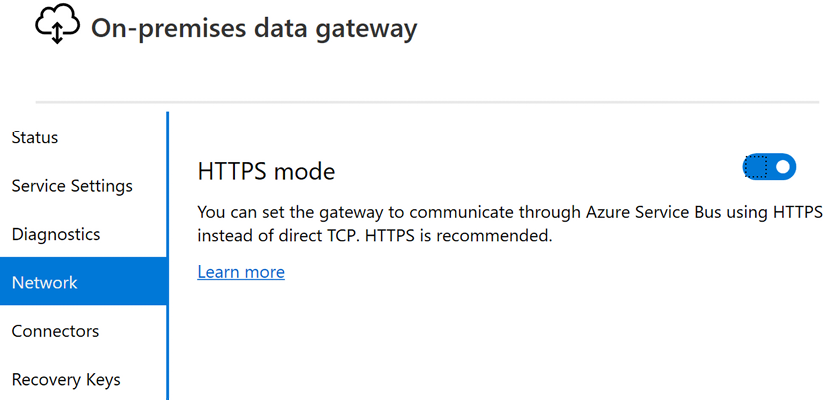 On-premises data gateway
Status
Service Settings
Diagnostics
Network
Connectors
Recovery Keys
HTTPS mode
You can set the gateway to communicate through Azure Service Bus using HTTPS
instead of direct TCP. HTTPS is recommended.
Learn more